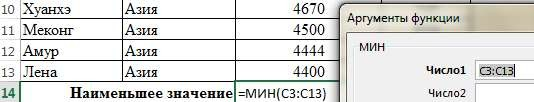 10 Хуанхэ Азия 4670
11 Меконг Азия 4500
12 Амур Азия 4444
13 Лена Азия 4400
14 Наименьшее значение =МИН(C3:C13)
Аргументы функции
МИН
Число1 C3:C13